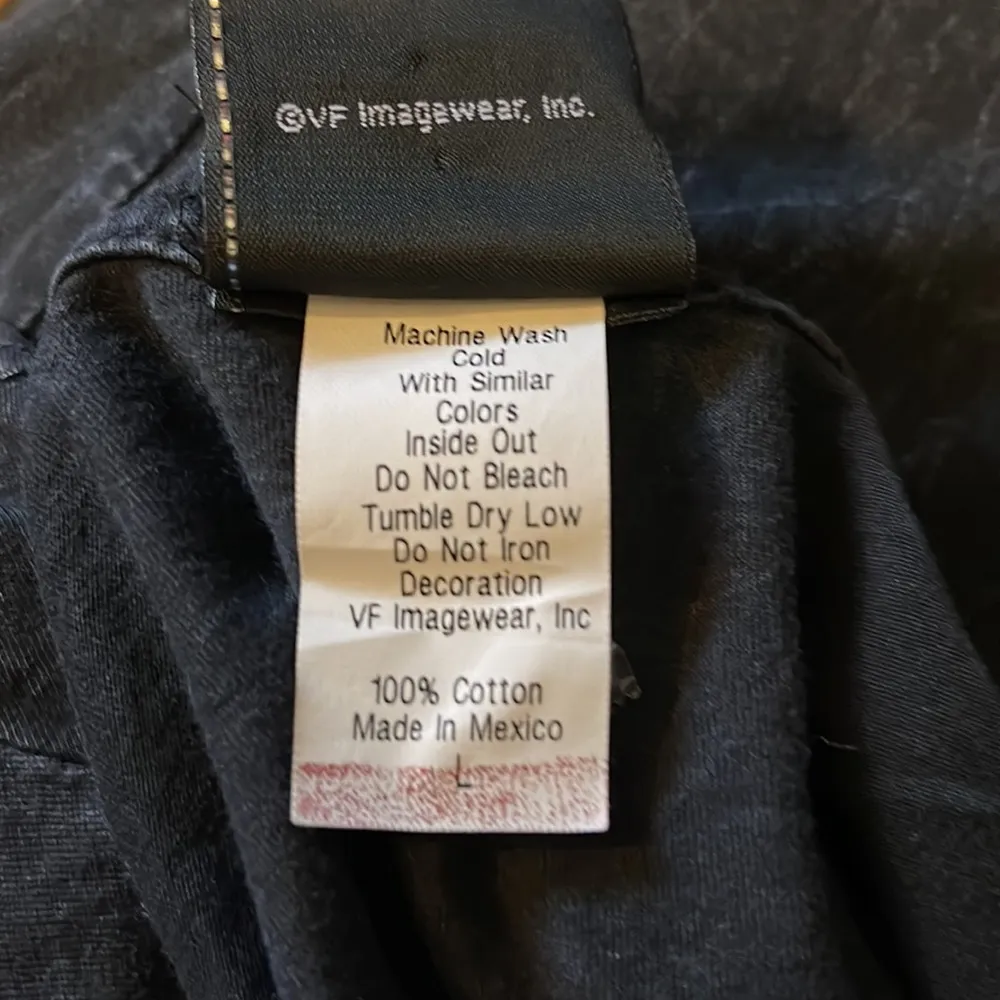 ©VF Imagewear, Inc.
Machine Wash
Cold
With Similar
Colors
Inside Out
Do Not Bleach
Tumble Dry Low
Do Not Iron
Decoration
VF Imagewear, Inc
100% Cotton
Made In Mexico
L